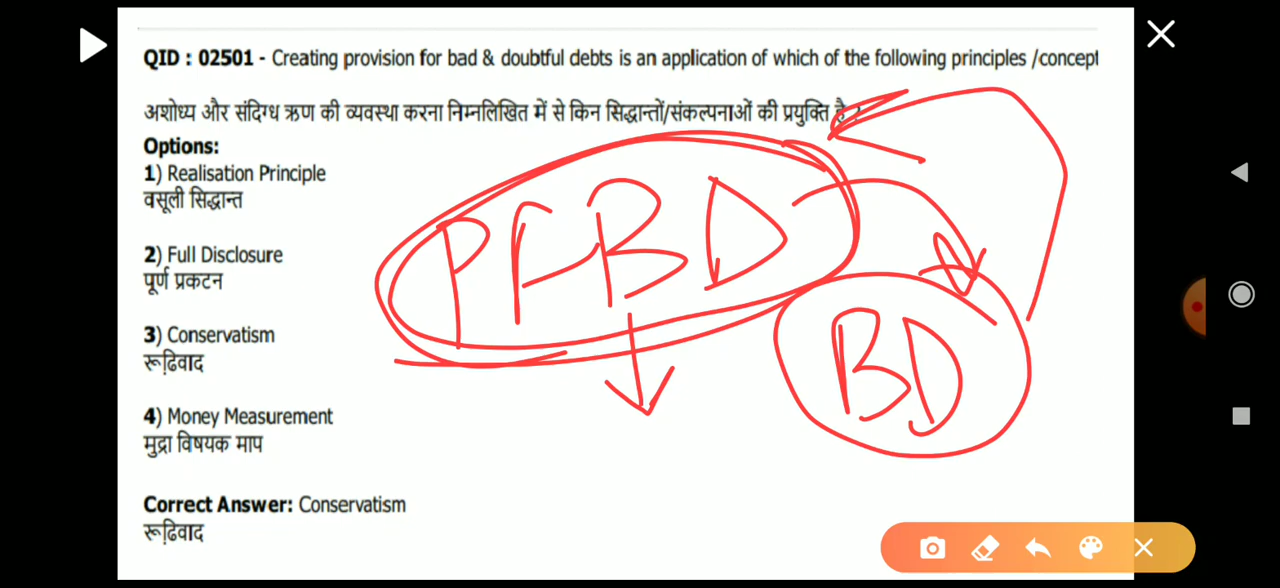 QID : 02501 - Creating provision for bad & doubtful debts is an application of which of the following principles /concept
अशोध्य और संदिग्ध ऋण की व्यवस्था करना निम्नलिखित में से किन सिद्धान्तों/संकल्पनाओं की प्रयुक्ति है ?
Options:
1) Realisation Principle
वसूली सिद्धान्त
2) Full Disclosure
पूर्ण प्रकटन
3) Conservatism
रूढ़िवाद
4) Money Measurement
मुद्रा विषयक माप
Correct Answer: Conservatism
रूढ़िवाद
PFBD
BD